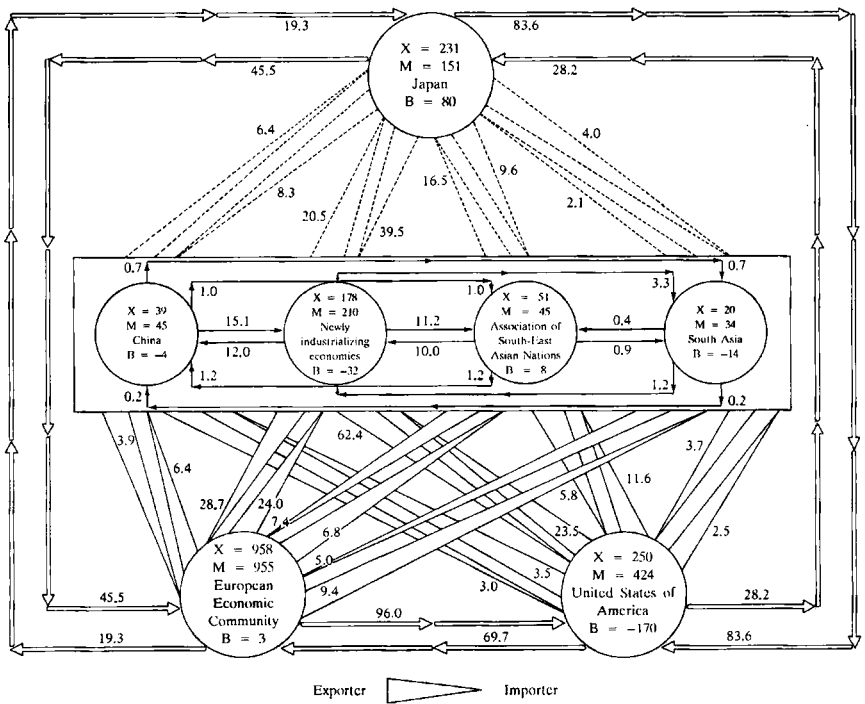 19.3
83.6
X = 231
M = 151
Japan
B = 80
45.5
28.2
6.4
4.0
8.3
16.5
9.6
20.5
2.1
39.5
0.7
0.7
1.0
1.0
3.3
X = 39
M = 45
China
B = -4
15.1
12.0
X = 178
M = 210
Newly
industrializing
economies
B = -32
11.2
10.0
X = 51
M = 45
Association of
South-East
Asian Nations
B = 8
0.4
0.9
X = 20
M = 34
South Asia
B = -14
1.2
1.2
1.2
0.2
0.2
3.9
62.4
3.7
6.4
11.6
28.7
24.0
5.8
7.4
6.8
23.5
2.5
5.0
9.4
3.0
3.5
X = 958
M = 955
European
Economic
Community
B = 3
X = 250
M = 424
United States of
America
B = -170
45.5
96.0
28.2
19.3
69.7
83.6
Exporter
Importer